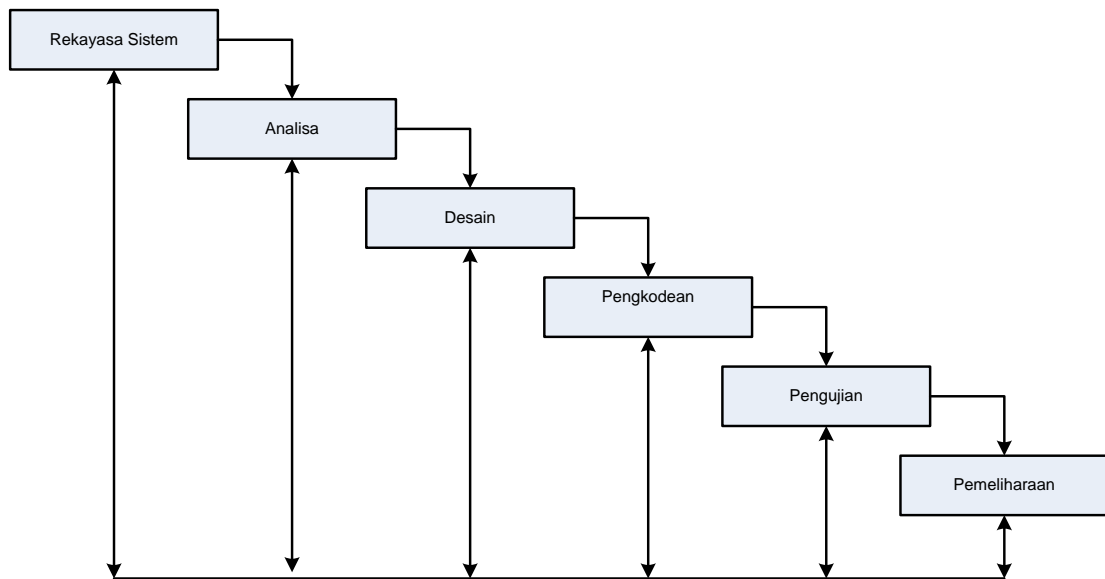 Rekayasa Sistem
Analisa
Desain
Pengkodean
Pengujian
Pemeliharaan